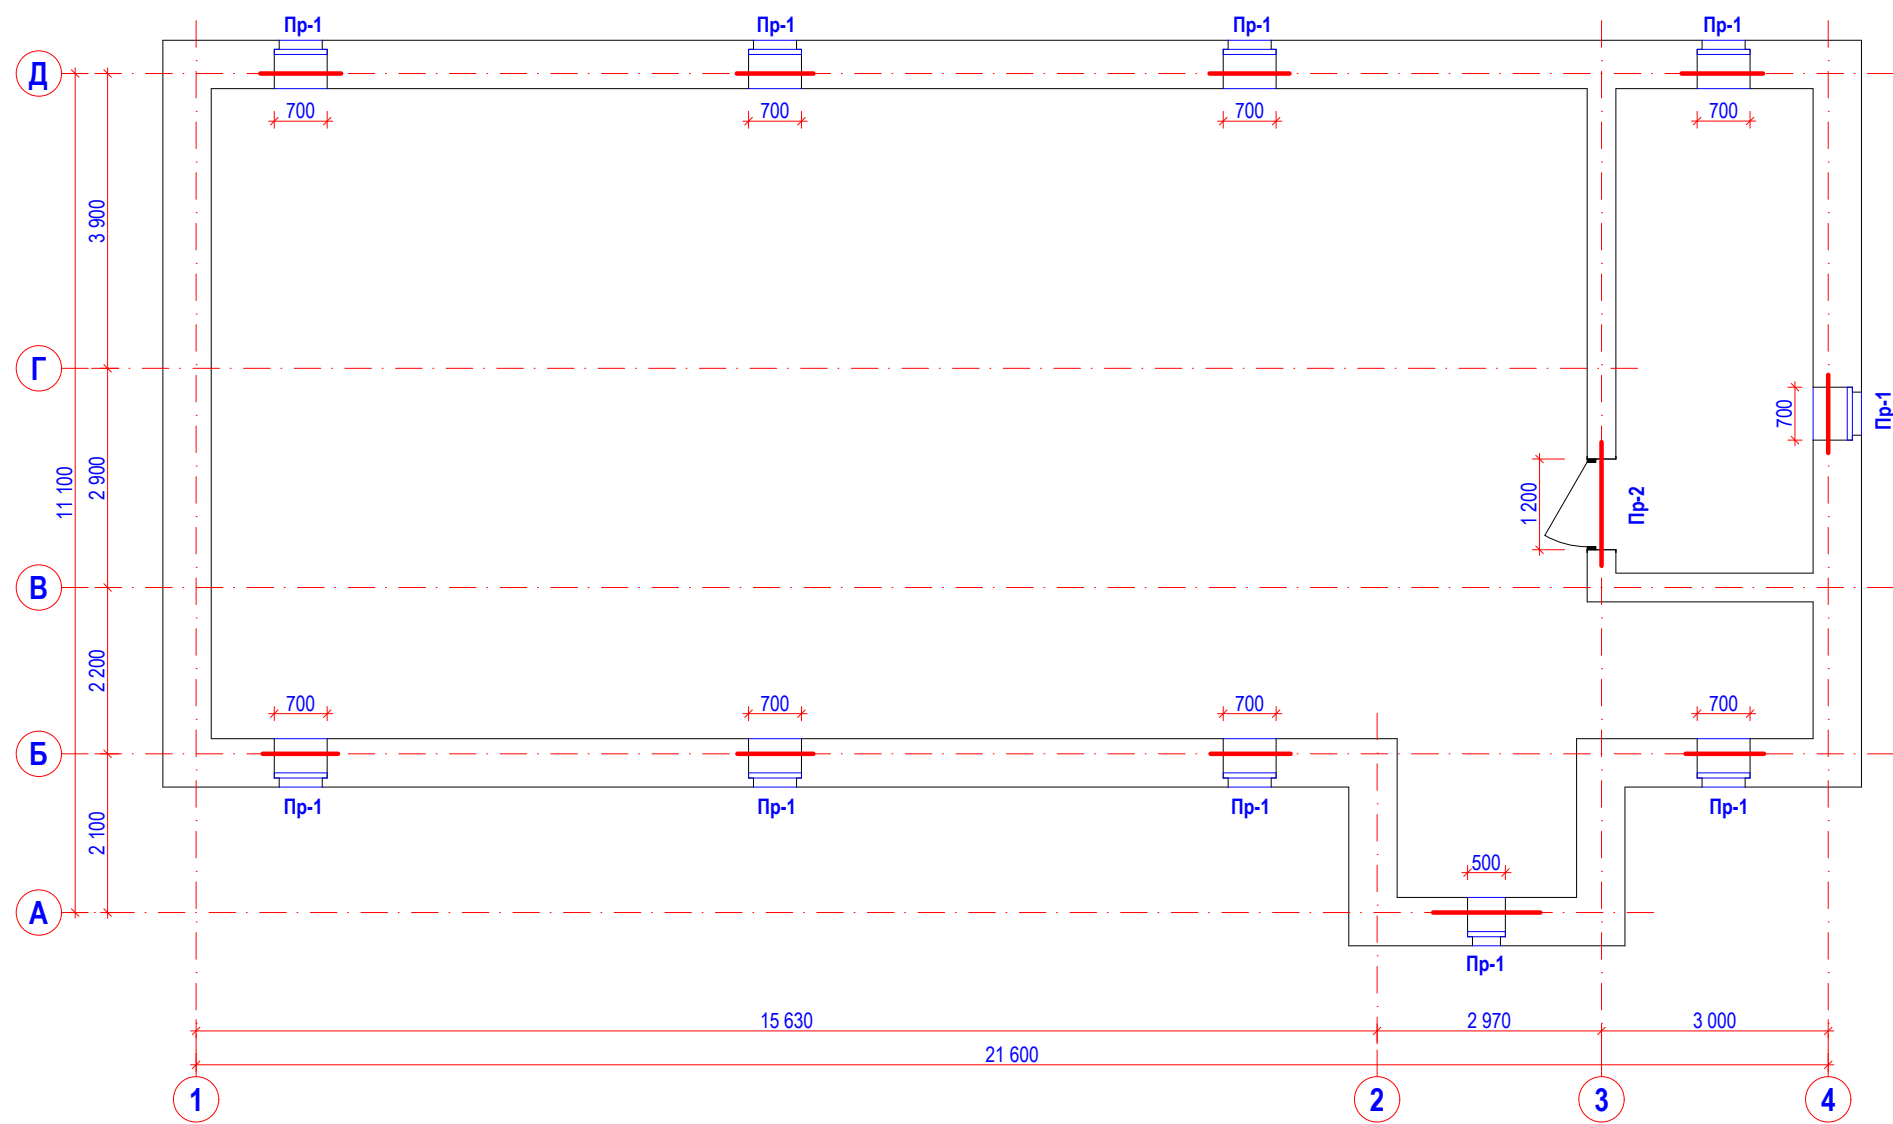 Пр-1 Пр-1 Пр-1 Пр-1
Д
700 700 700 700
3 900
Г
700
Пр-1
11 100
2 900
1 200
Пр-2
В
2 200
700 700 700 700
Б
Пр-1 Пр-1 Пр-1 Пр-1
2 100
500
А
Пр-1
15 630 2 970 3 000
21 600
1 2 3 4